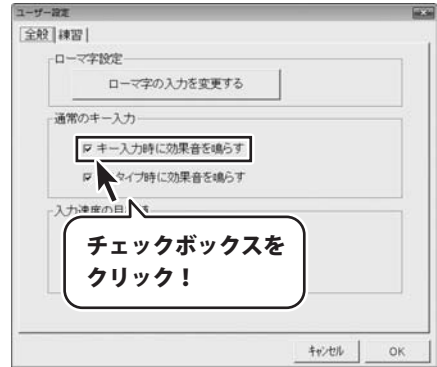 ユーザー設定
全般 練習
ローマ字設定
ローマ字の入力を変更する
通常のキー入力
キー入力時に効果音を鳴らす
タイプ時に効果音を鳴らす
入力速度の目
チェックボックスを
クリック！
キャンセル OK